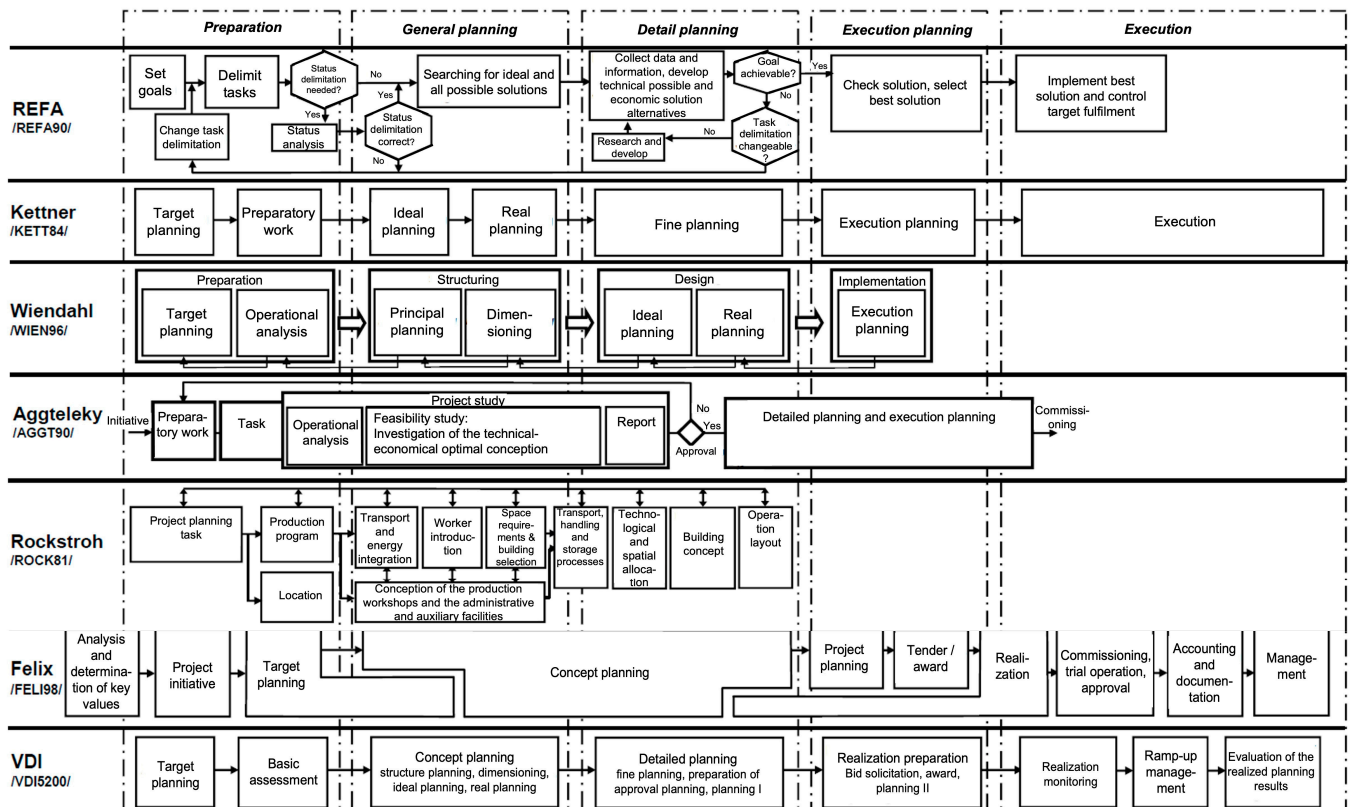 Preparation
General planning
Detail planning
Execution planning
Execution
REFA
/REFA90/
Set
goals
Delimit
tasks
Status
delimitation
needed?
No
Yes
Status
analysis
Change task
delimitation
Yes
Status
delimitation
correct?
No
Searching for ideal and
all possible solutions
Collect data and
information, develop
technical possible and
economic solution
alternatives
Goal
achievable?
Yes
No
Task
delimitation
changeable
?
No
Research and
develop
Check solution, select
best solution
Implement best
solution and control
target fulfilment
Kettner
/KETT84/
Target
planning
Preparatory
work
Ideal
planning
Real
planning
Fine planning
Execution planning
Execution
Wiendahl
/WIEN96/
Preparation
Target
planning
Operational
analysis
Structuring
Principal
planning
Dimen-
sioning
Design
Ideal
planning
Real
planning
Implementation
Execution
planning
Aggteleky
/AGGT90/
Initiative
Prepara-
tory work
Task
Project study
Operational
analysis
Feasibility study:
Investigation of the technical-
economical optimal conception
Report
No
Yes
Approval
Detailed planning and execution planning
Commissi-
oning
Rockstroh
/ROCK81/
Project planning
task
Production
program
Location
Transport
and
energy
integration
Worker
introduc-
tion
Space
require-
ments &
building
selection
Conception of the production
workshops and the administrative
and auxiliary facilities
Transport,
handling
and
storage
processes
Techno-
logical
and
spatial
alloca-
tion
Building
concept
Opera-
tion
layout
Felix
/FELI98/
Analysis
and
determina-
tion of key
values
Project
initiative
Target
planning
Concept planning
Project
planning
Tender /
award
Reali-
zation
Commissioning,
trial operation,
approval
Accounting
and
documen-
tation
Manage-
ment
VDI
/VDI5200/
Target
planning
Basic
assessment
Concept planning
structure planning, dimensioning,
ideal planning, real planning
Detailed planning
fine planning, preparation of
approval planning, planning I
Realization preparation
Bid solicitation, award,
planning II
Realization
monitoring
Ramp-up
manage-
ment
Evaluation of the
realized planning
results